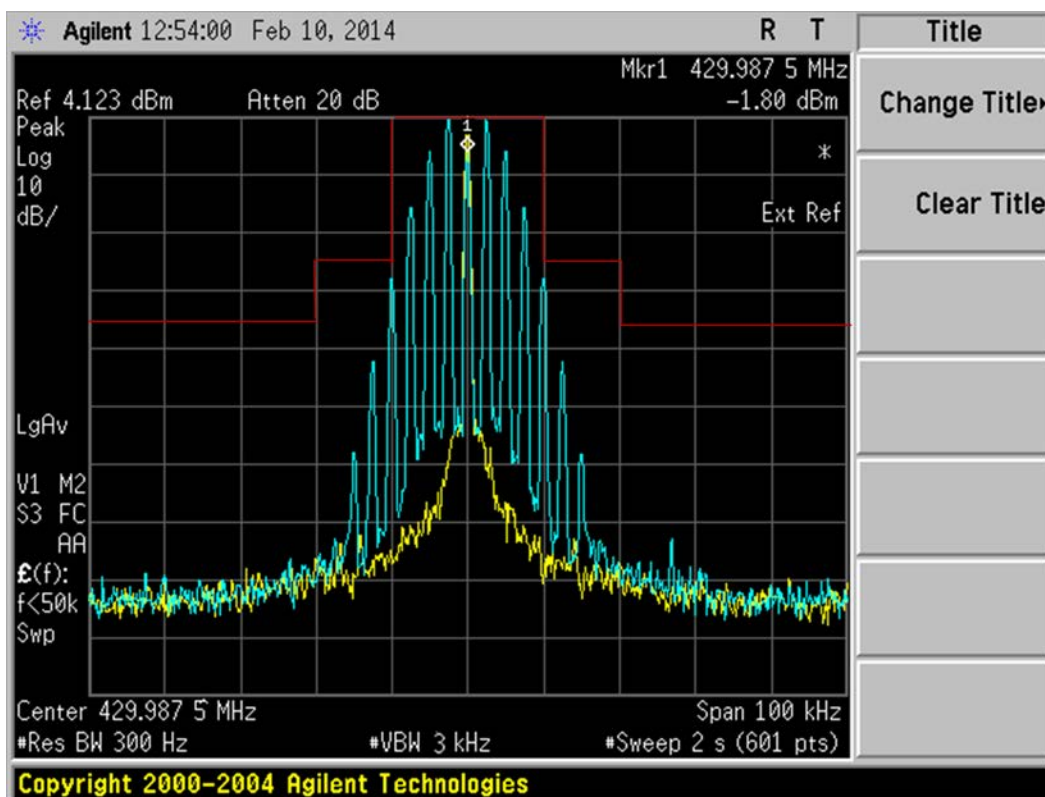 Agilent 12:54:00 Feb 10, 2014 R T Title
Mkr1 429.987 5 MHz
Ref 4.123 dBm Atten 20 dB -1.80 dBm
Change Title
Peak
1
Log
*
10
dB/
Ext Ref
Clear Title
LgAv
V1 M2
S3 FC
AA
£(f):
f<50k
Swp
Center 429.987 5 MHz Span 100 kHz
#Res BW 300 Hz #VBW 3 kHz #Sweep 2 s (601 pts)
Copyright 2000-2004 Agilent Technologies